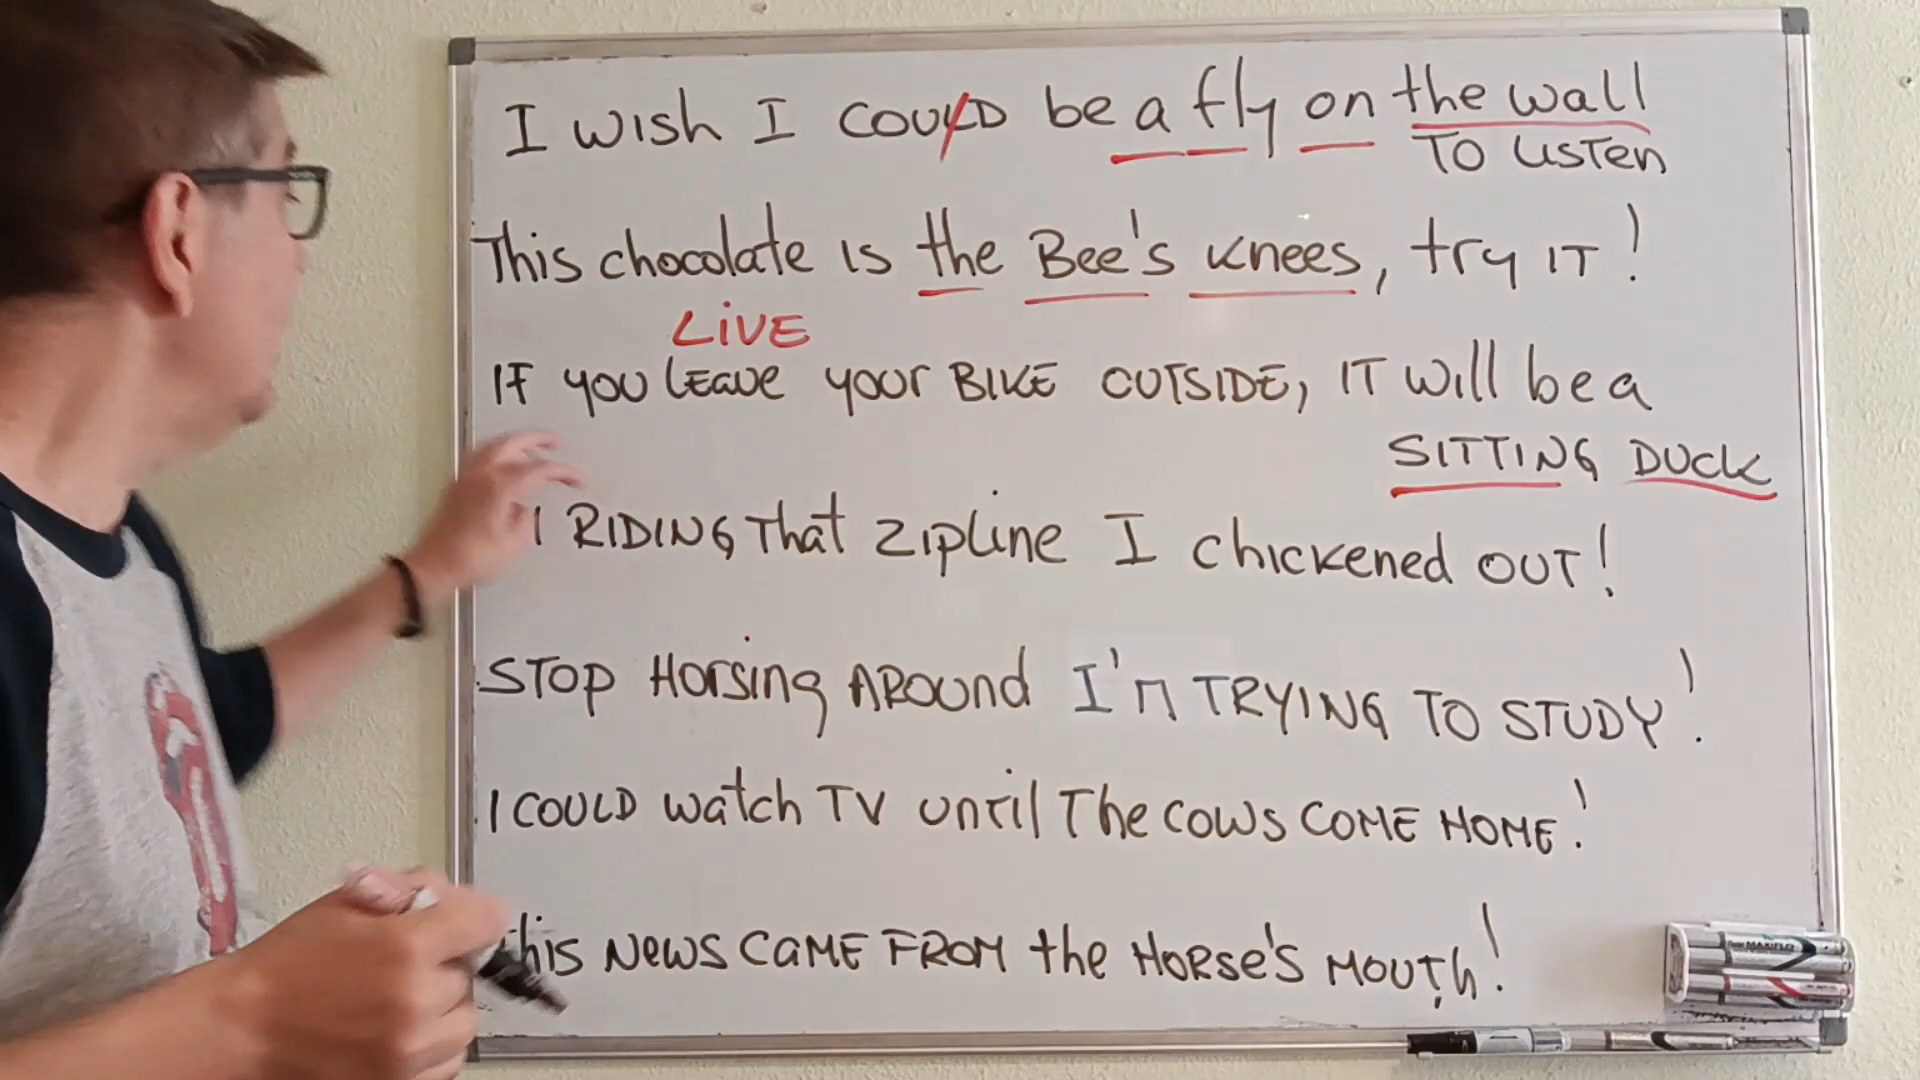 I wish I COULD be a fly on the wall
TO LISTEN
This chocolate is the Bee's knees, try IT!
LiVE
IF you Leave your BIKE OUTSIDE, IT will be a
SITTING DUCK
RIDING That zipline I chickened OUT!
STOP Horsing AROUND I'M TRYING TO STUDY!
I COULD watch TV until The cows COME HOME!
his NEWS CAME FROM the HORSE'S MOUTH!